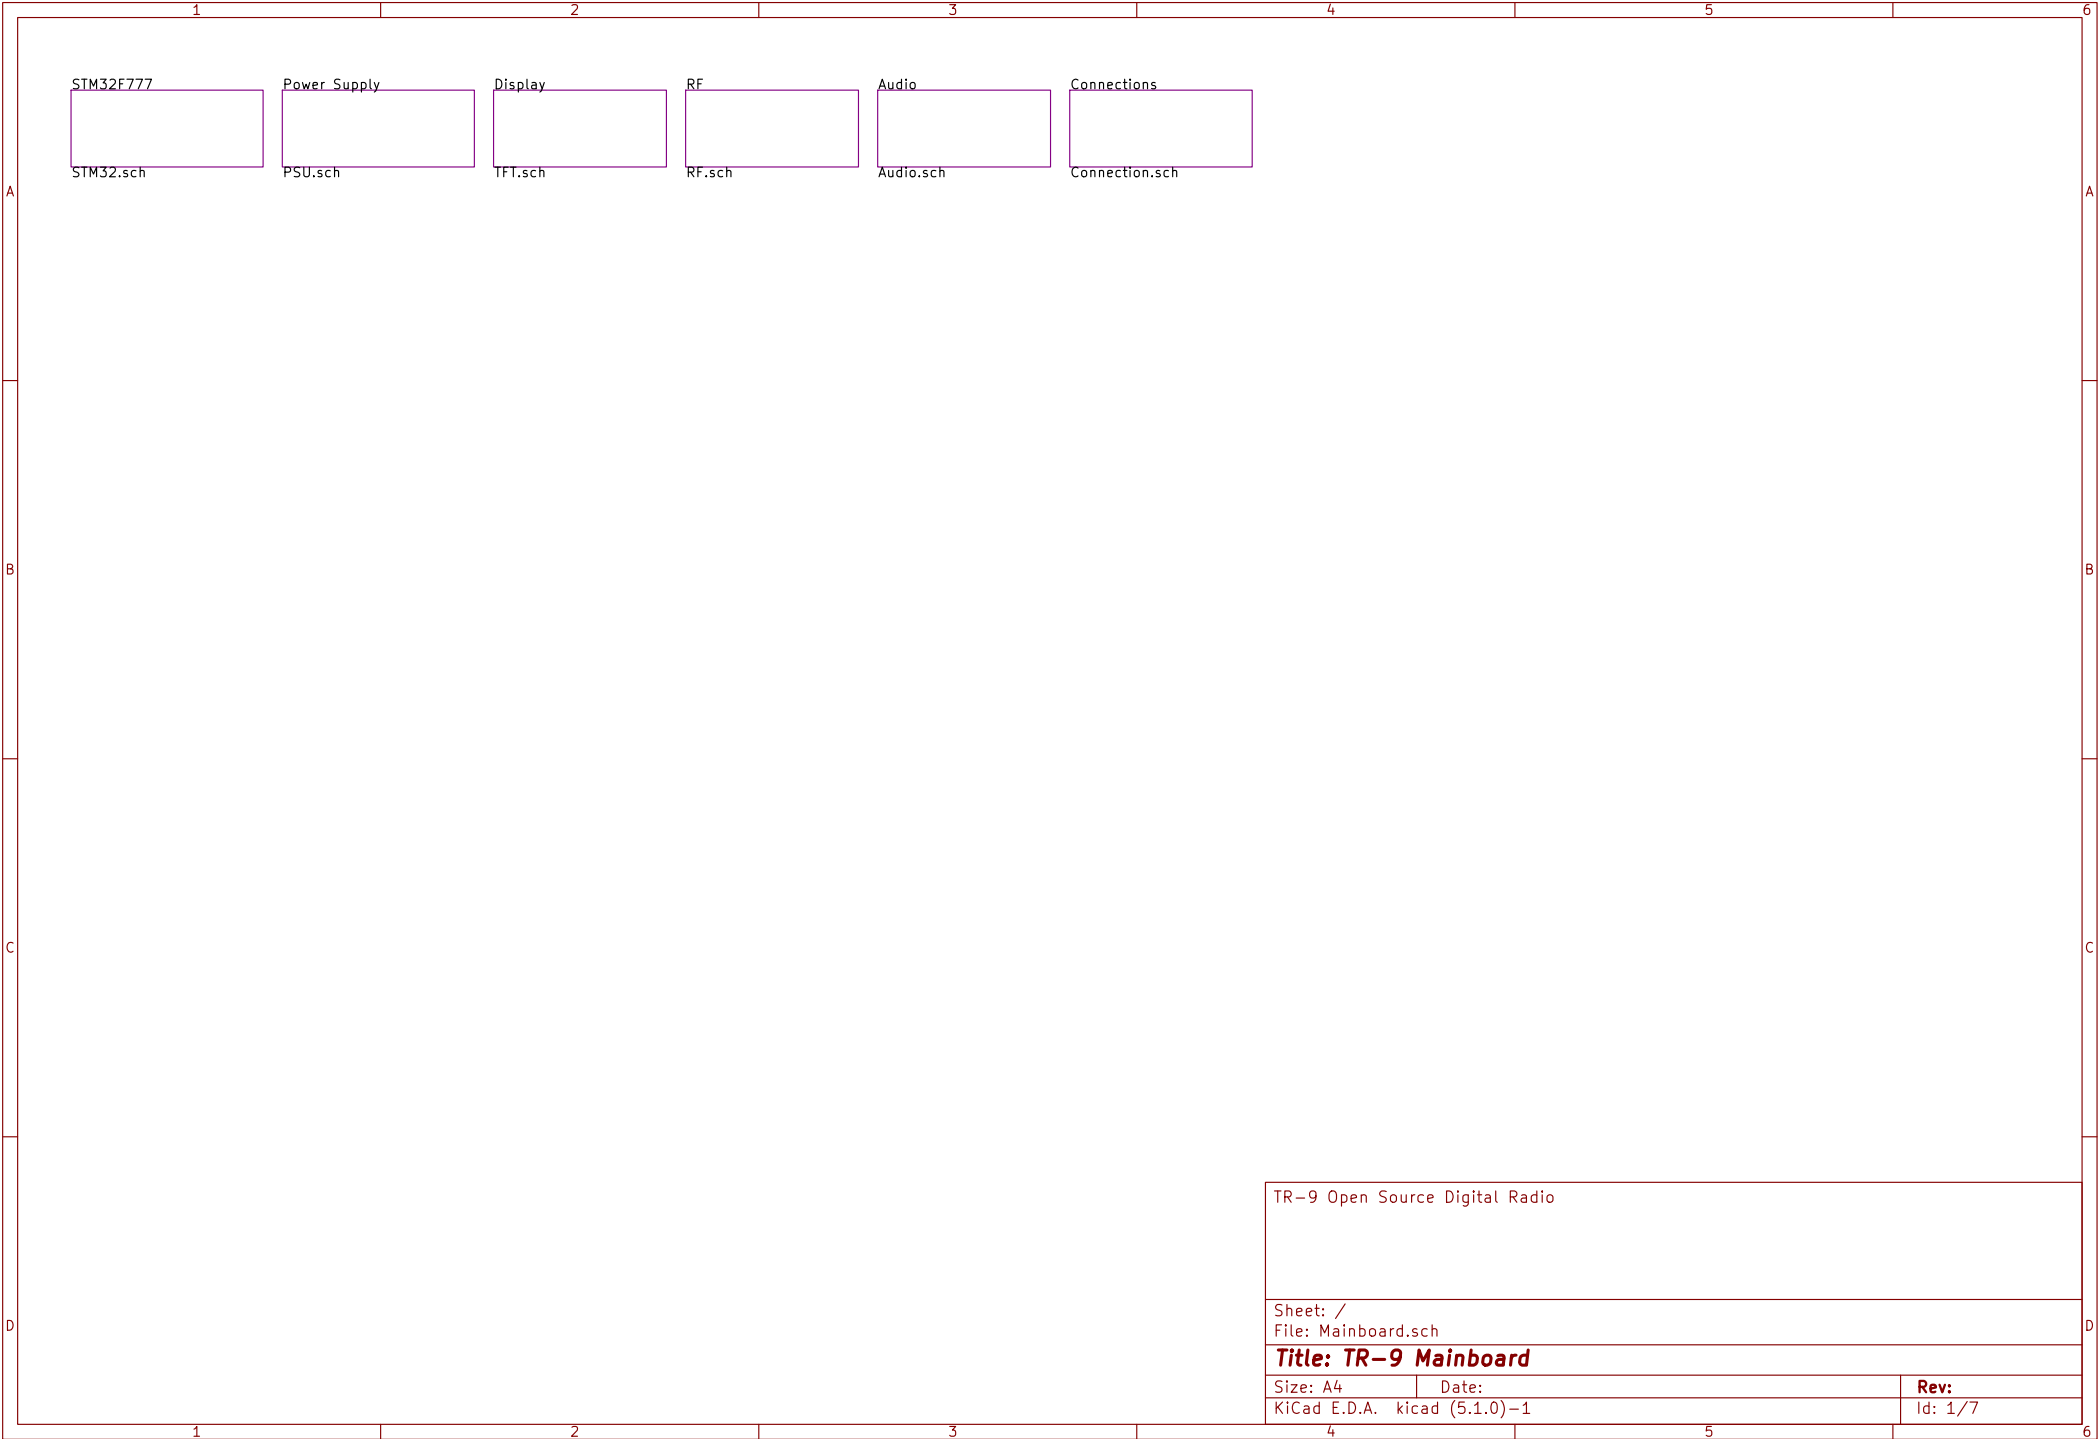 1 2 3 4 5 6
STM32F777 Power Supply Display RF Audio Connections
STM32.sch PSU.sch TFT.sch RF.sch Audio.sch Connection.sch
A A
B B
C C
TR-9 Open Source Digital Radio
Sheet: /
File: Mainboard.sch
D D
Title: TR-9 Mainboard
Size: A4 Date: Rev:
KiCad E.D.A. kicad (5.1.0)-1 Id: 1/7
1 2 3 4 5 6